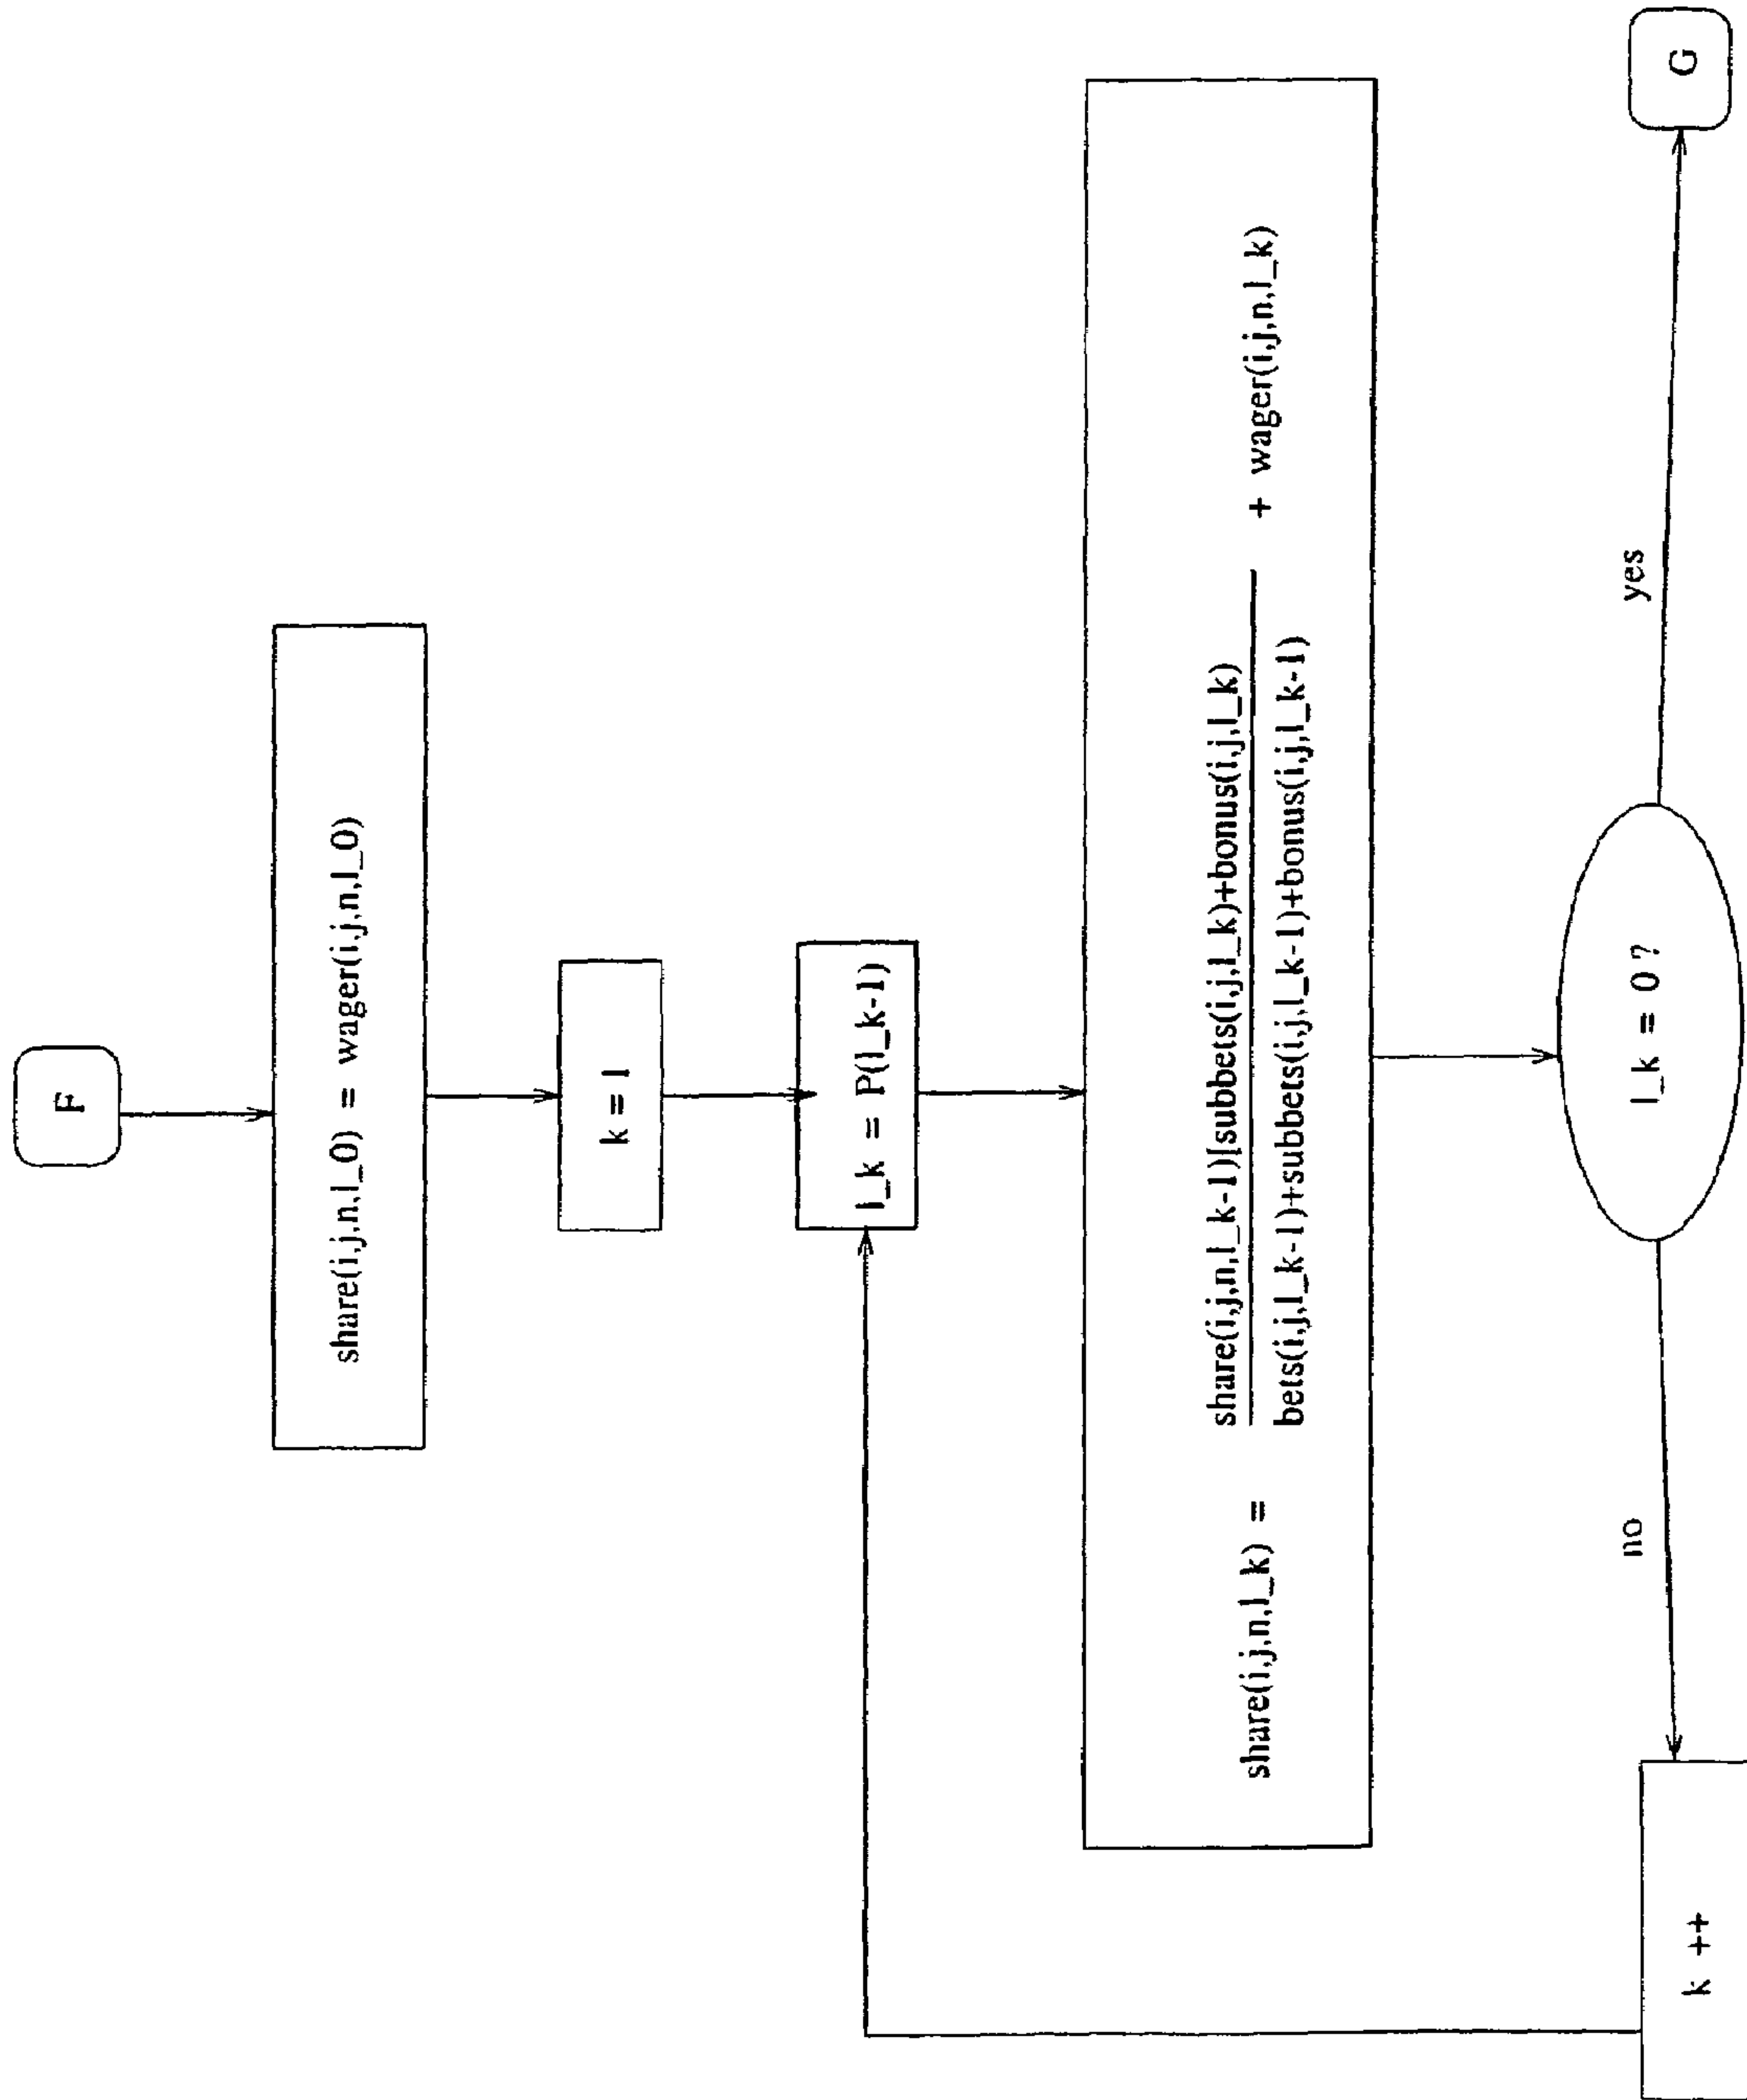 F
share(i,j,n,l_0) = wager(i,j,n,l_0)
k = 1
l_k = P(l_k-1)
share(i,j,n,l_k-1)[subbets(i,j,l_k)+bonus(i,j,l_k)
share(i,j,n,l_k) = + wager(i,j,n,l_k)
bets(i,j,l_k-1)+subbets(i,j,l_k-1)+bonus(i,j,l_k-1)
l_k = 0 ?
no
yes
k ++
G